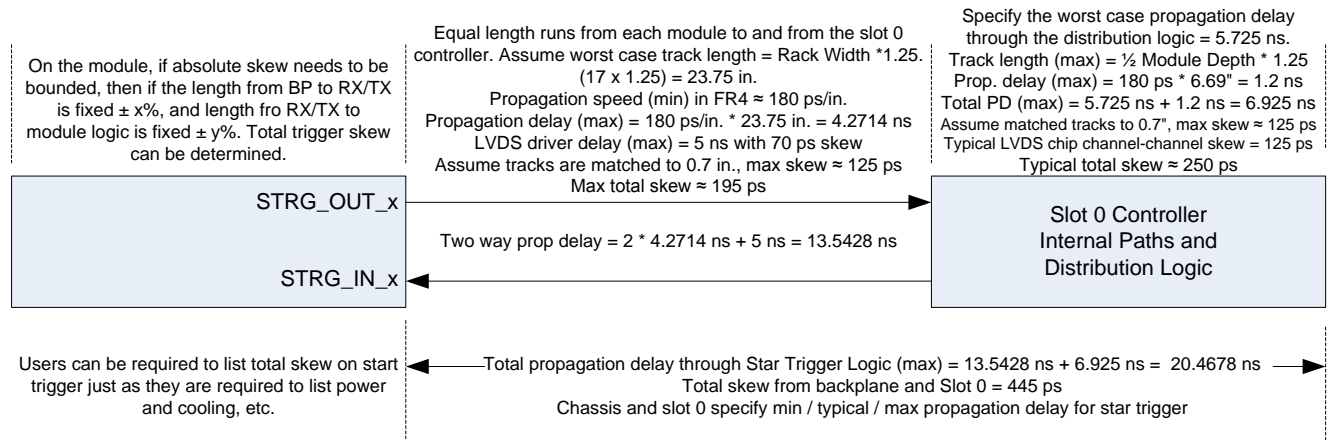 On the module, if absolute skew needs to be
bounded, then if the length from BP to RX/TX
is fixed ± x%, and length fro RX/TX to
module logic is fixed ± y%. Total trigger skew
can be determined.
Equal length runs from each module to and from the slot 0
controller. Assume worst case track length = Rack Width *1.25.
(17 x 1.25) = 23.75 in.
Propagation speed (min) in FR4 ≈ 180 ps/in.
Propagation delay (max) = 180 ps/in. * 23.75 in. = 4.2714 ns
LVDS driver delay (max) = 5 ns with 70 ps skew
Assume tracks are matched to 0.7 in., max skew ≈ 125 ps
Max total skew ≈ 195 ps
Specify the worst case propagation delay
through the distribution logic = 5.725 ns.
Track length (max) = ½ Module Depth * 1.25
Prop. delay (max) = 180 ps * 6.69" = 1.2 ns
Total PD (max) = 5.725 ns + 1.2 ns = 6.925 ns
Assume matched tracks to 0.7", max skew ≈ 125 ps
Typical LVDS chip channel-channel skew = 125 ps
Typical total skew ≈ 250 ps
STRG_OUT_x
STRG_IN_x
Two way prop delay = 2 * 4.2714 ns + 5 ns = 13.5428 ns
Slot 0 Controller
Internal Paths and
Distribution Logic
Users can be required to list total skew on start
trigger just as they are required to list power
and cooling, etc.
Total propagation delay through Star Trigger Logic (max) = 13.5428 ns + 6.925 ns = 20.4678 ns
Total skew from backplane and Slot 0 = 445 ps
Chassis and slot 0 specify min / typical / max propagation delay for star trigger